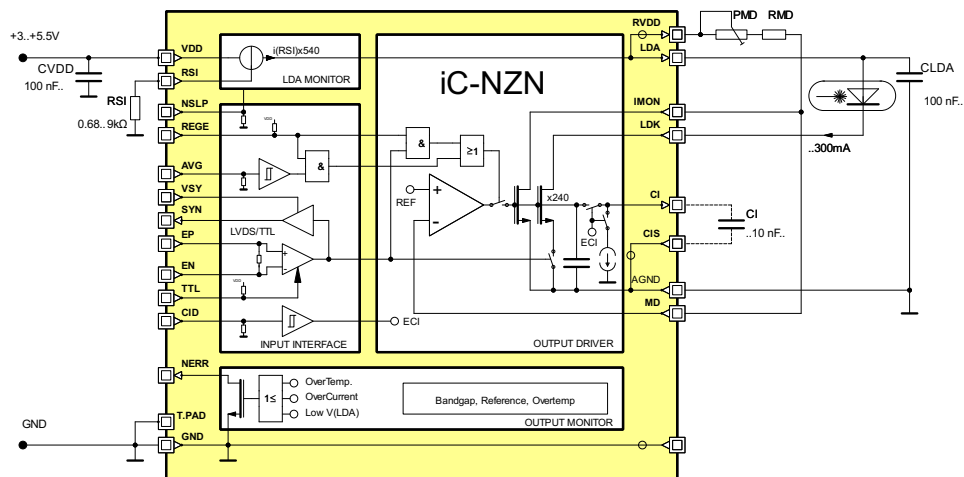 +3..+5.5V
CVDD
100 nF..
RSI
0.68..9kΩ
GND
VDD
RSI
NSLP
REGE
AVG
VSY
SYN
EP
EN
TTL
CID
NERR
T.PAD
GND
i(RSI)x540
LDA MONITOR
VDD
&
LVDS/TTL
+
−
VDD
INPUT INTERFACE
ECI
iC-NZN
&
≥1
REF
+
−
x240
ECI
OUTPUT DRIVER
1≤
OverTemp.
OverCurrent
Low V(LDA)
Bandgap, Reference, Overtemp
OUTPUT MONITOR
RVDD
LDA
IMON
LDK
CI
CIS
AGND
MD
PMD
RMD
CLDA
100 nF..
..300mA
CI
..10 nF..